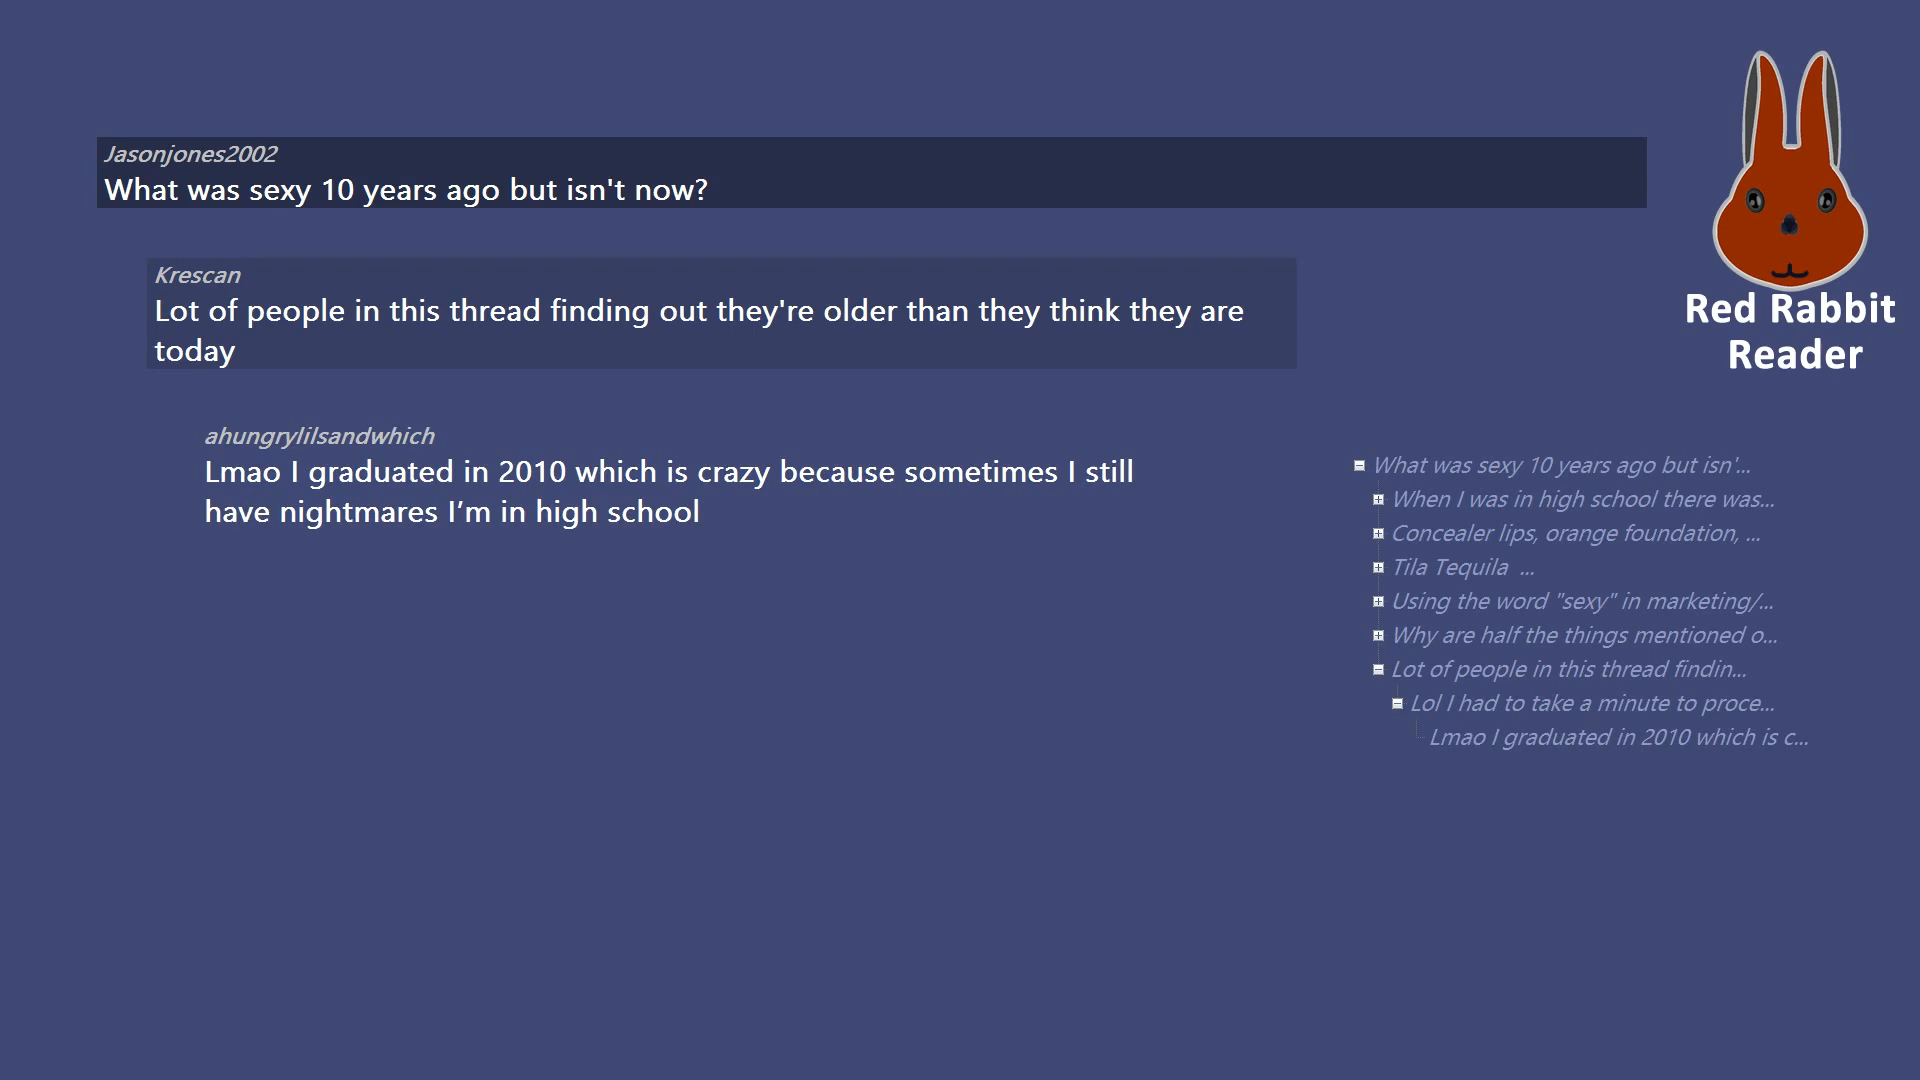 Jasonjones2002
What was sexy 10 years ago but isn't now?
Krescan
Lot of people in this thread finding out they're older than they think they are
today
ahungrylilsandwhich
Lmao I graduated in 2010 which is crazy because sometimes I still
have nightmares I’m in high school
Red Rabbit
Reader
What was sexy 10 years ago but isn'...
When I was in high school there was...
Concealer lips, orange foundation, ...
Tila Tequila  ...
Using the word "sexy" in marketing/...
Why are half the things mentioned o...
Lot of people in this thread findin...
Lol I had to take a minute to proce...
Lmao I graduated in 2010 which is c...